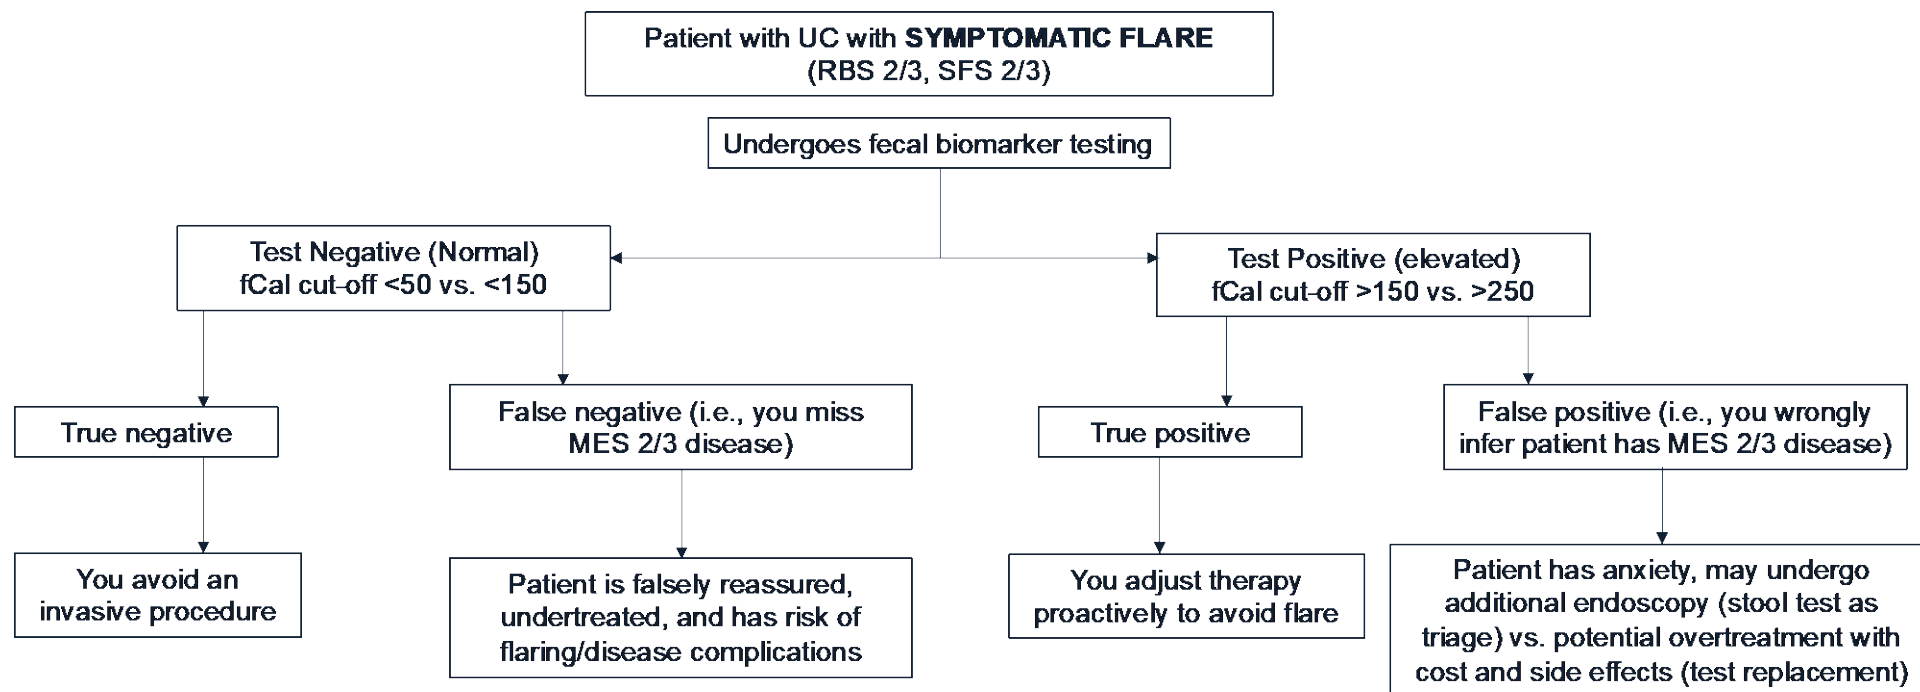 Patient with UC with SYMPTOMATIC FLARE
(RBS 2/3, SFS 2/3)
Undergoes fecal biomarker testing
Test Negative (Normal)
fCal cut-off <50 vs. <150
Test Positive (elevated)
fCal cut-off >150 vs. >250
True negative
False negative (i.e., you miss
MES 2/3 disease)
True positive
False positive (i.e., you wrongly
infer patient has MES 2/3 disease)
You avoid an
invasive procedure
Patient is falsely reassured,
undertreated, and has risk of
flaring/disease complications
You adjust therapy
proactively to avoid flare
Patient has anxiety, may undergo
additional endoscopy (stool test as
triage) vs. potential overtreatment with
cost and side effects (test replacement)